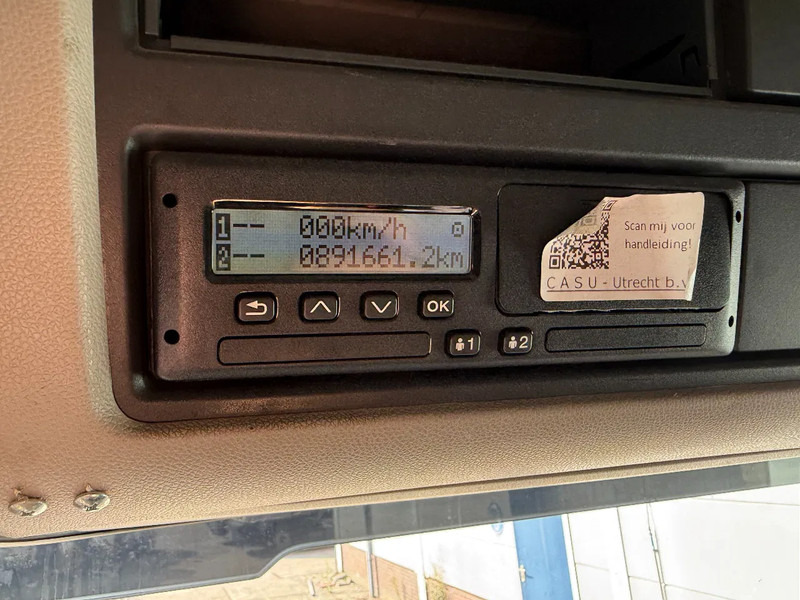 1-- 000km/h
2-- 0891661.2km
OK
1
2
Scan mij voor
handleiding!
CASU - Utrecht b.v